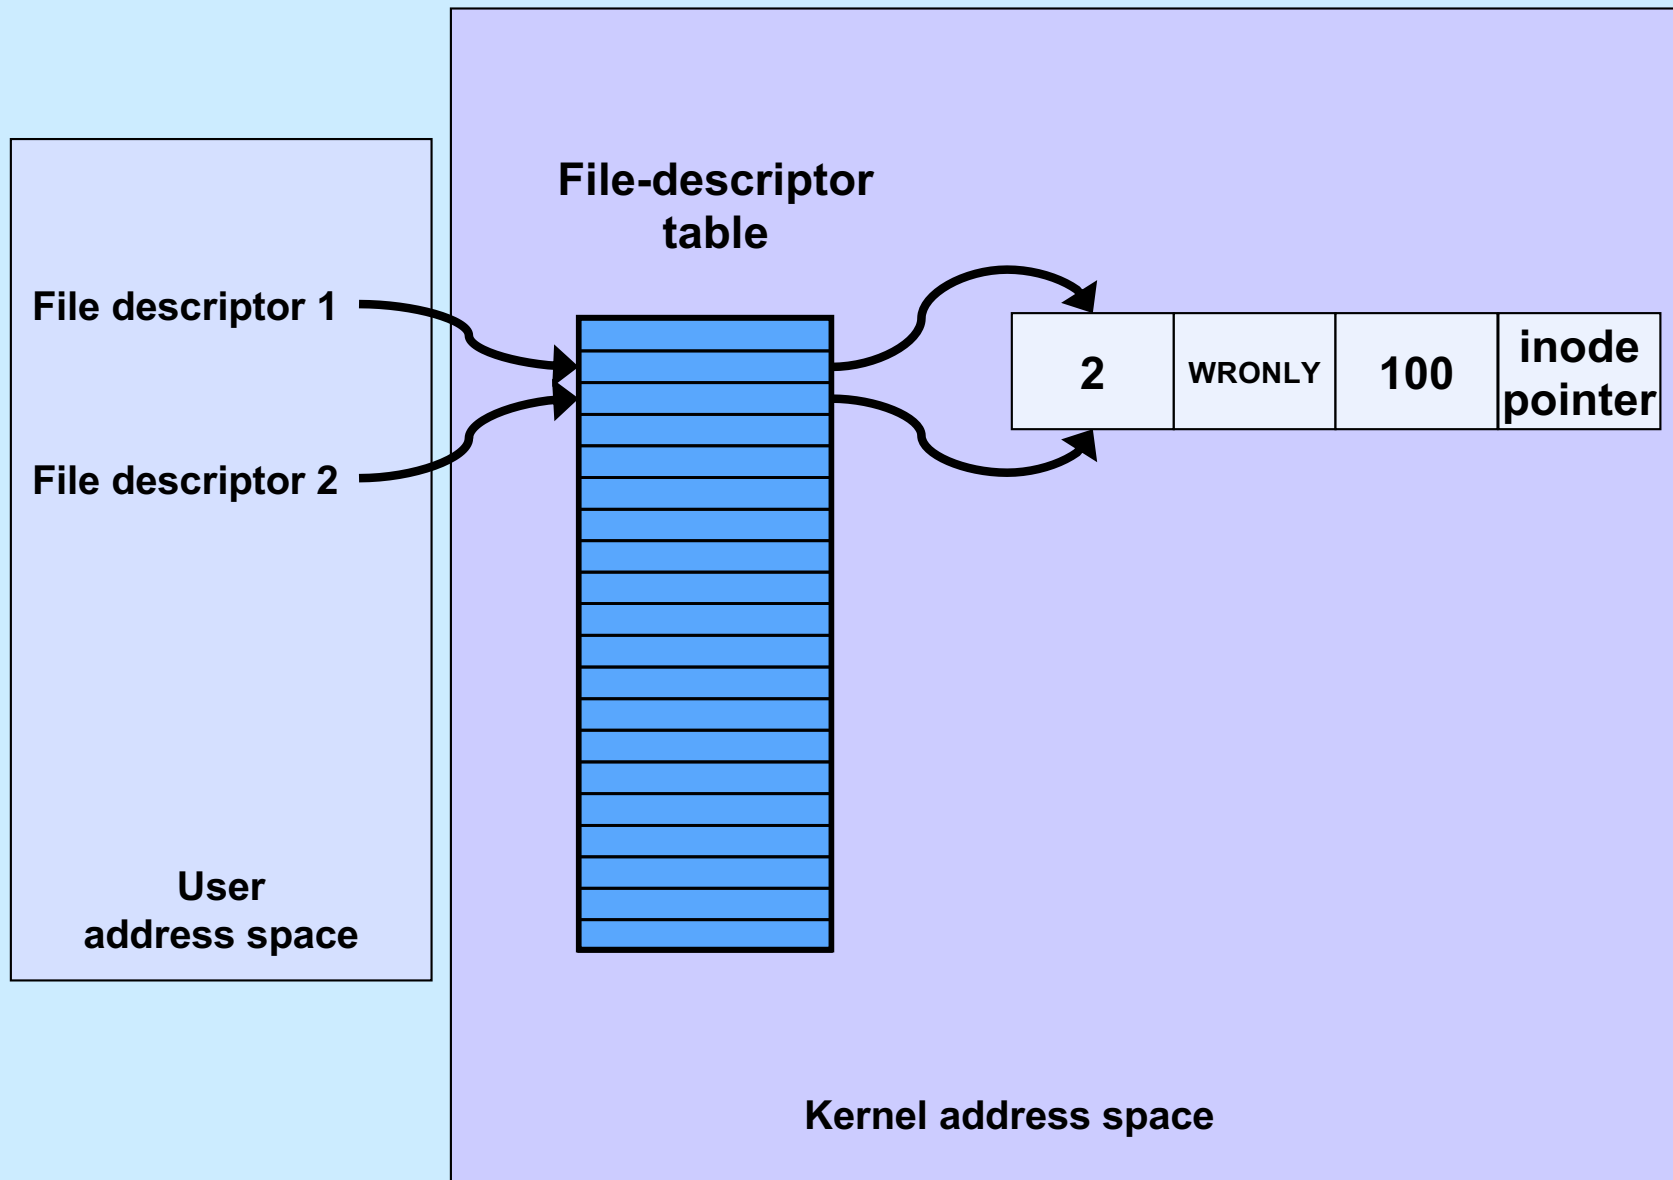 File-descriptor
table
File descriptor 1
File descriptor 2
2
WRONLY
100
inode
pointer
User
address space
Kernel address space